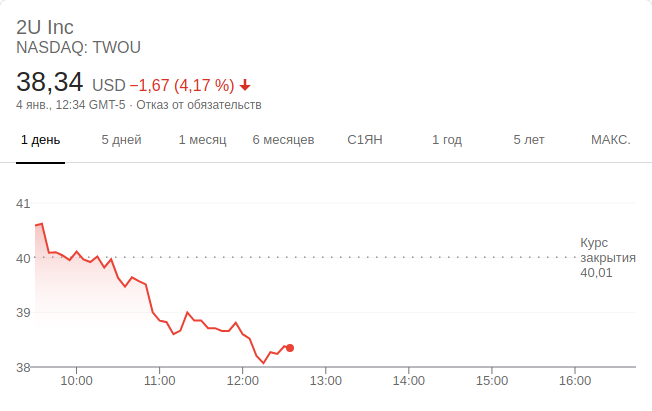 2U Inc
NASDAQ: TWOU
38,34 USD −1,67 (4,17 %)
4 янв., 12:34 GMT-5 · Отказ от обязательств
1 день 5 дней 1 месяц 6 месяцев С1ЯН 1 год 5 лет МАКС.
41
40
39
38
Курс
закрытия
40,01
10:00 11:00 12:00 13:00 14:00 15:00 16:00